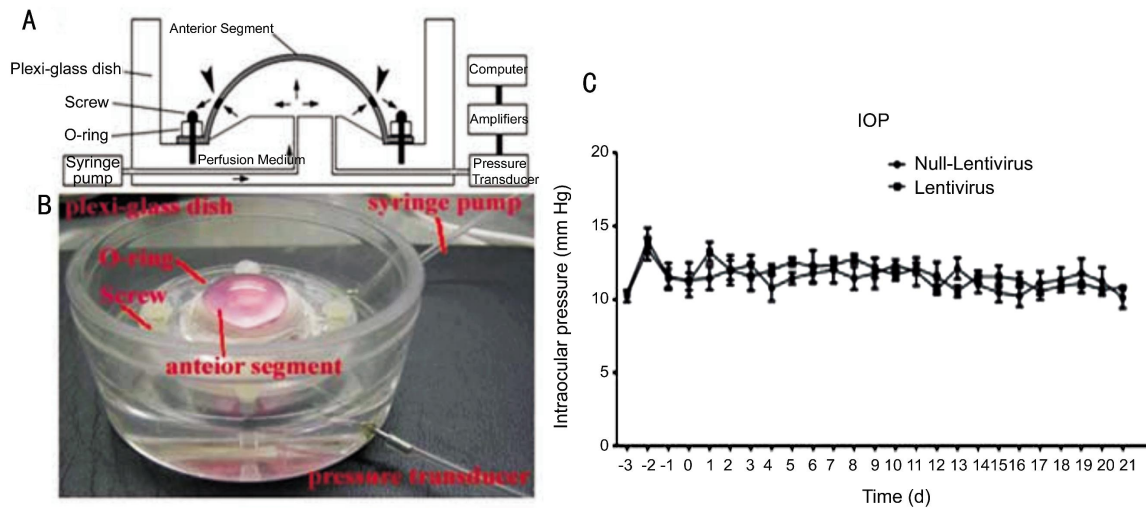 A
Anterior Segment
Plexi-glass dish
Screw
O-ring
Syringe
pump
Perfusion Medium
Computer
Amplifiers
Pressure
Transducer
B
plexi-glass dish
syringe pump
O-ring
Screw
anteior segment
pressure transducer
C
IOP
Null-Lentivirus
Lentivirus
Intraocular pressure (mm Hg)
20
15
10
5
0
-3 -2 -1 0 1 2 3 4 5 6 7 8 9 10 11 12 13 14 15 16 17 18 19 20 21
Time (d)